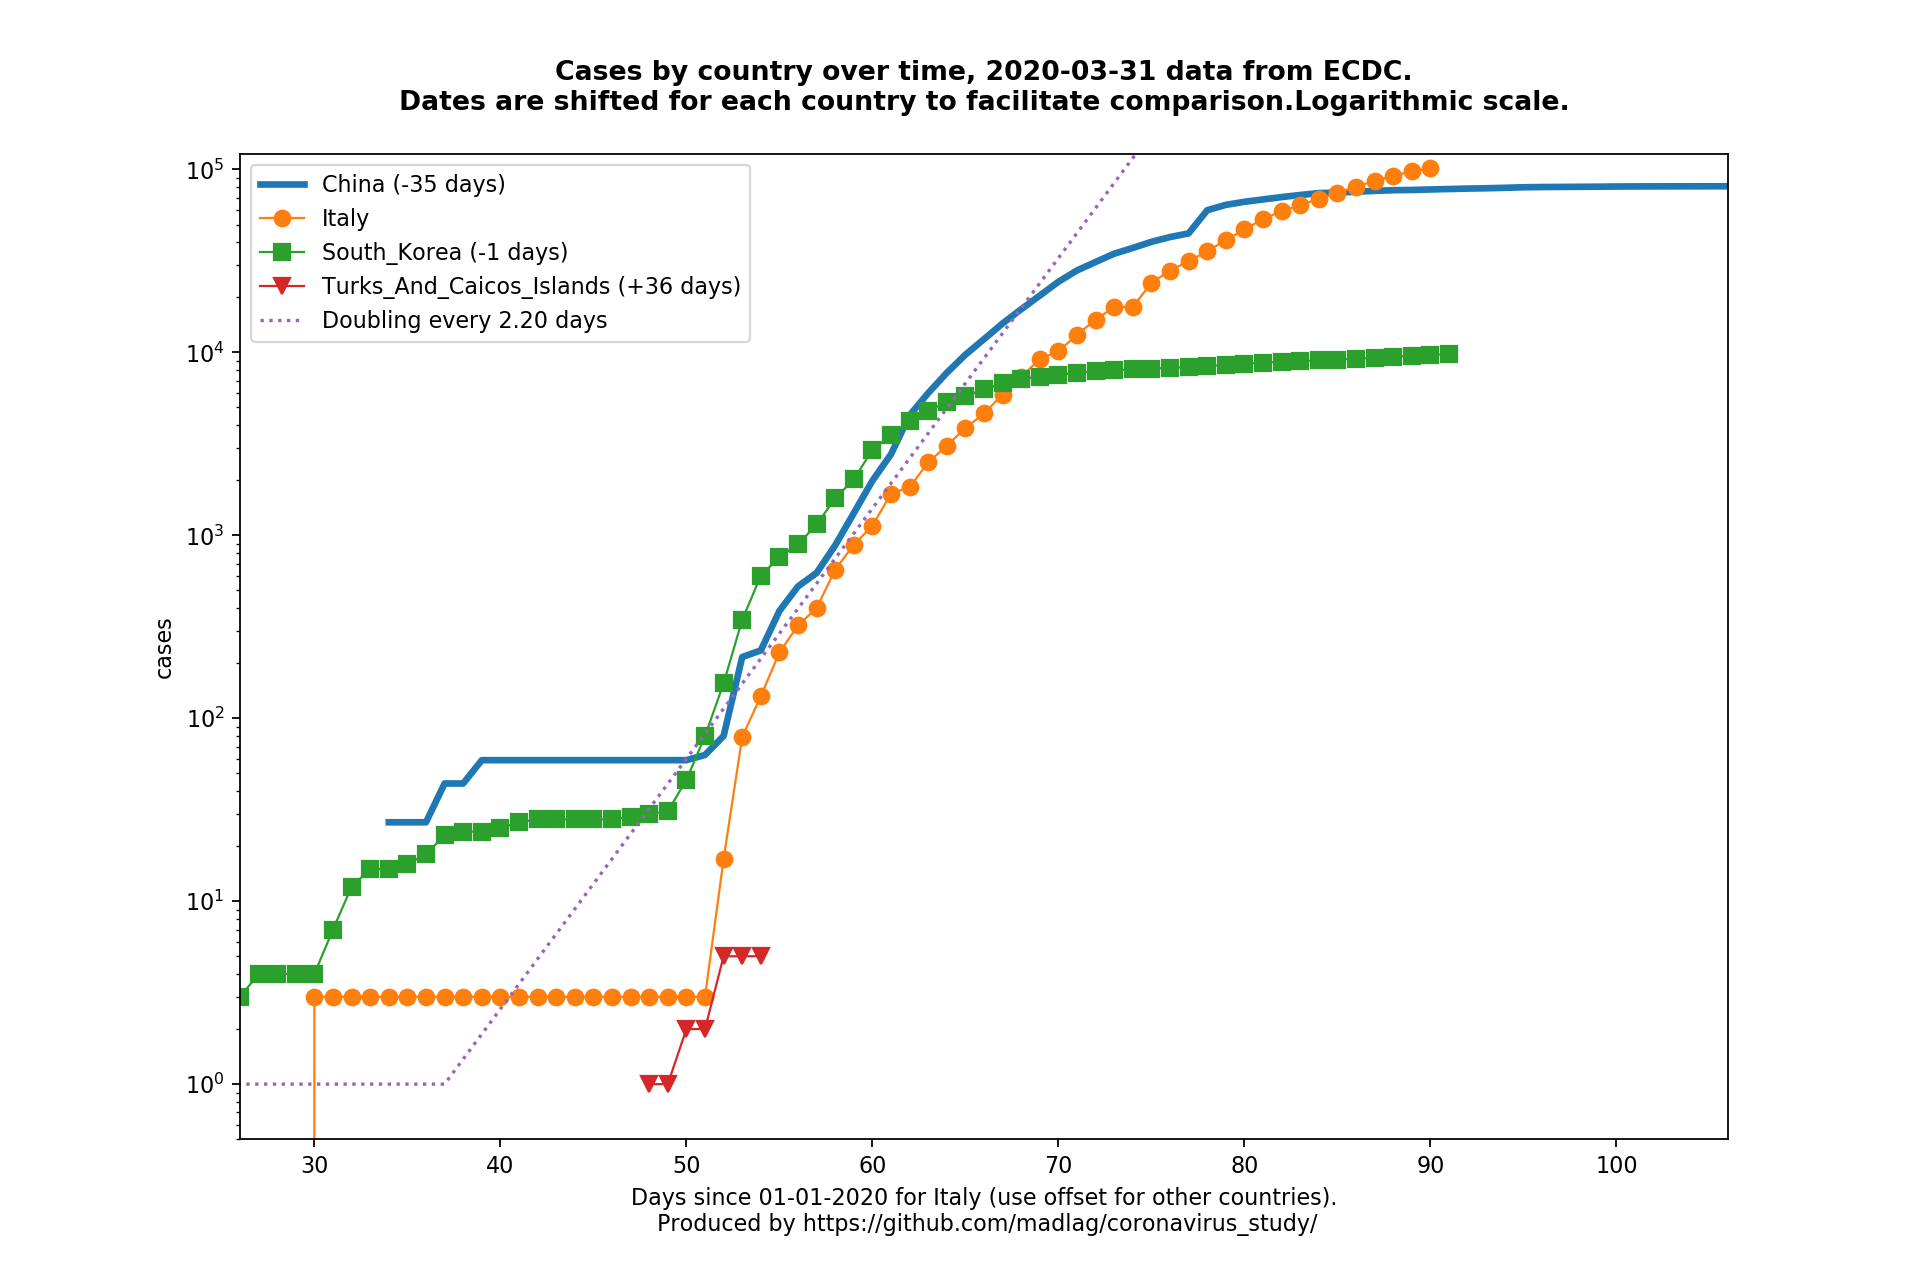 Cases by country over time, 2020-03-31 data from ECDC.
Dates are shifted for each country to facilitate comparison.Logarithmic scale.
China (-35 days)
Italy
South_Korea (-1 days)
Turks_And_Caicos_Islands (+36 days)
Doubling every 2.20 days
10^5
10^4
10^3
10^2
10^1
10^0
cases
30 40 50 60 70 80 90 100
Days since 01-01-2020 for Italy (use offset for other countries).
Produced by https://github.com/madlag/coronavirus_study/